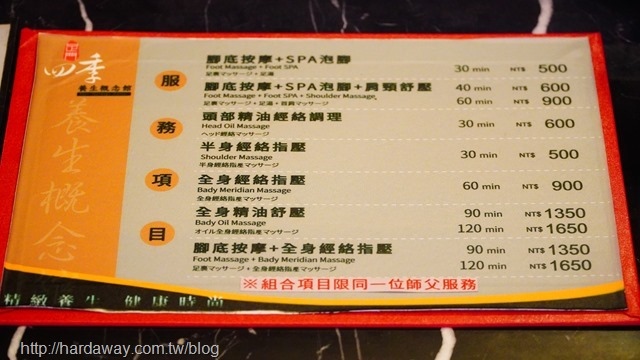 四季
養生概念館
養生概念
服務項目
腳底按摩+SPA泡腳
Foot Massage + Foot SPA
足裏マッサージ+足湯
30 min NT$ 500
腳底按摩+SPA泡腳+肩頸舒壓
Foot Massage + Foot SPA + Shoulder Massage
足裏マッサージ+足湯+首肩マッサージ
40 min NT$ 600
60 min NT$ 900
頭部精油經絡調理
Head Oil Massage
ヘッド経絡マッサージ
30 min NT$ 600
半身經絡指壓
Shoulder Massage
半身経絡指圧マッサージ
30 min NT$ 500
全身經絡指壓
Bady Meridian Massage
全身経絡指圧マッサージ
60 min NT$ 900
全身精油舒壓
Bady Oil Massage
オイル全身経絡指圧マッサージ
90 min NT$ 1350
120 min NT$ 1650
腳底按摩+全身經絡指壓
Foot Massage + Bady Meridian Massage
足裏マッサージ+全身経絡指圧マッサージ
90 min NT$ 1350
120 min NT$ 1650
※組合項目限同一位師父服務
精緻養生 健康時尚
http://hardaway.com.tw/blog